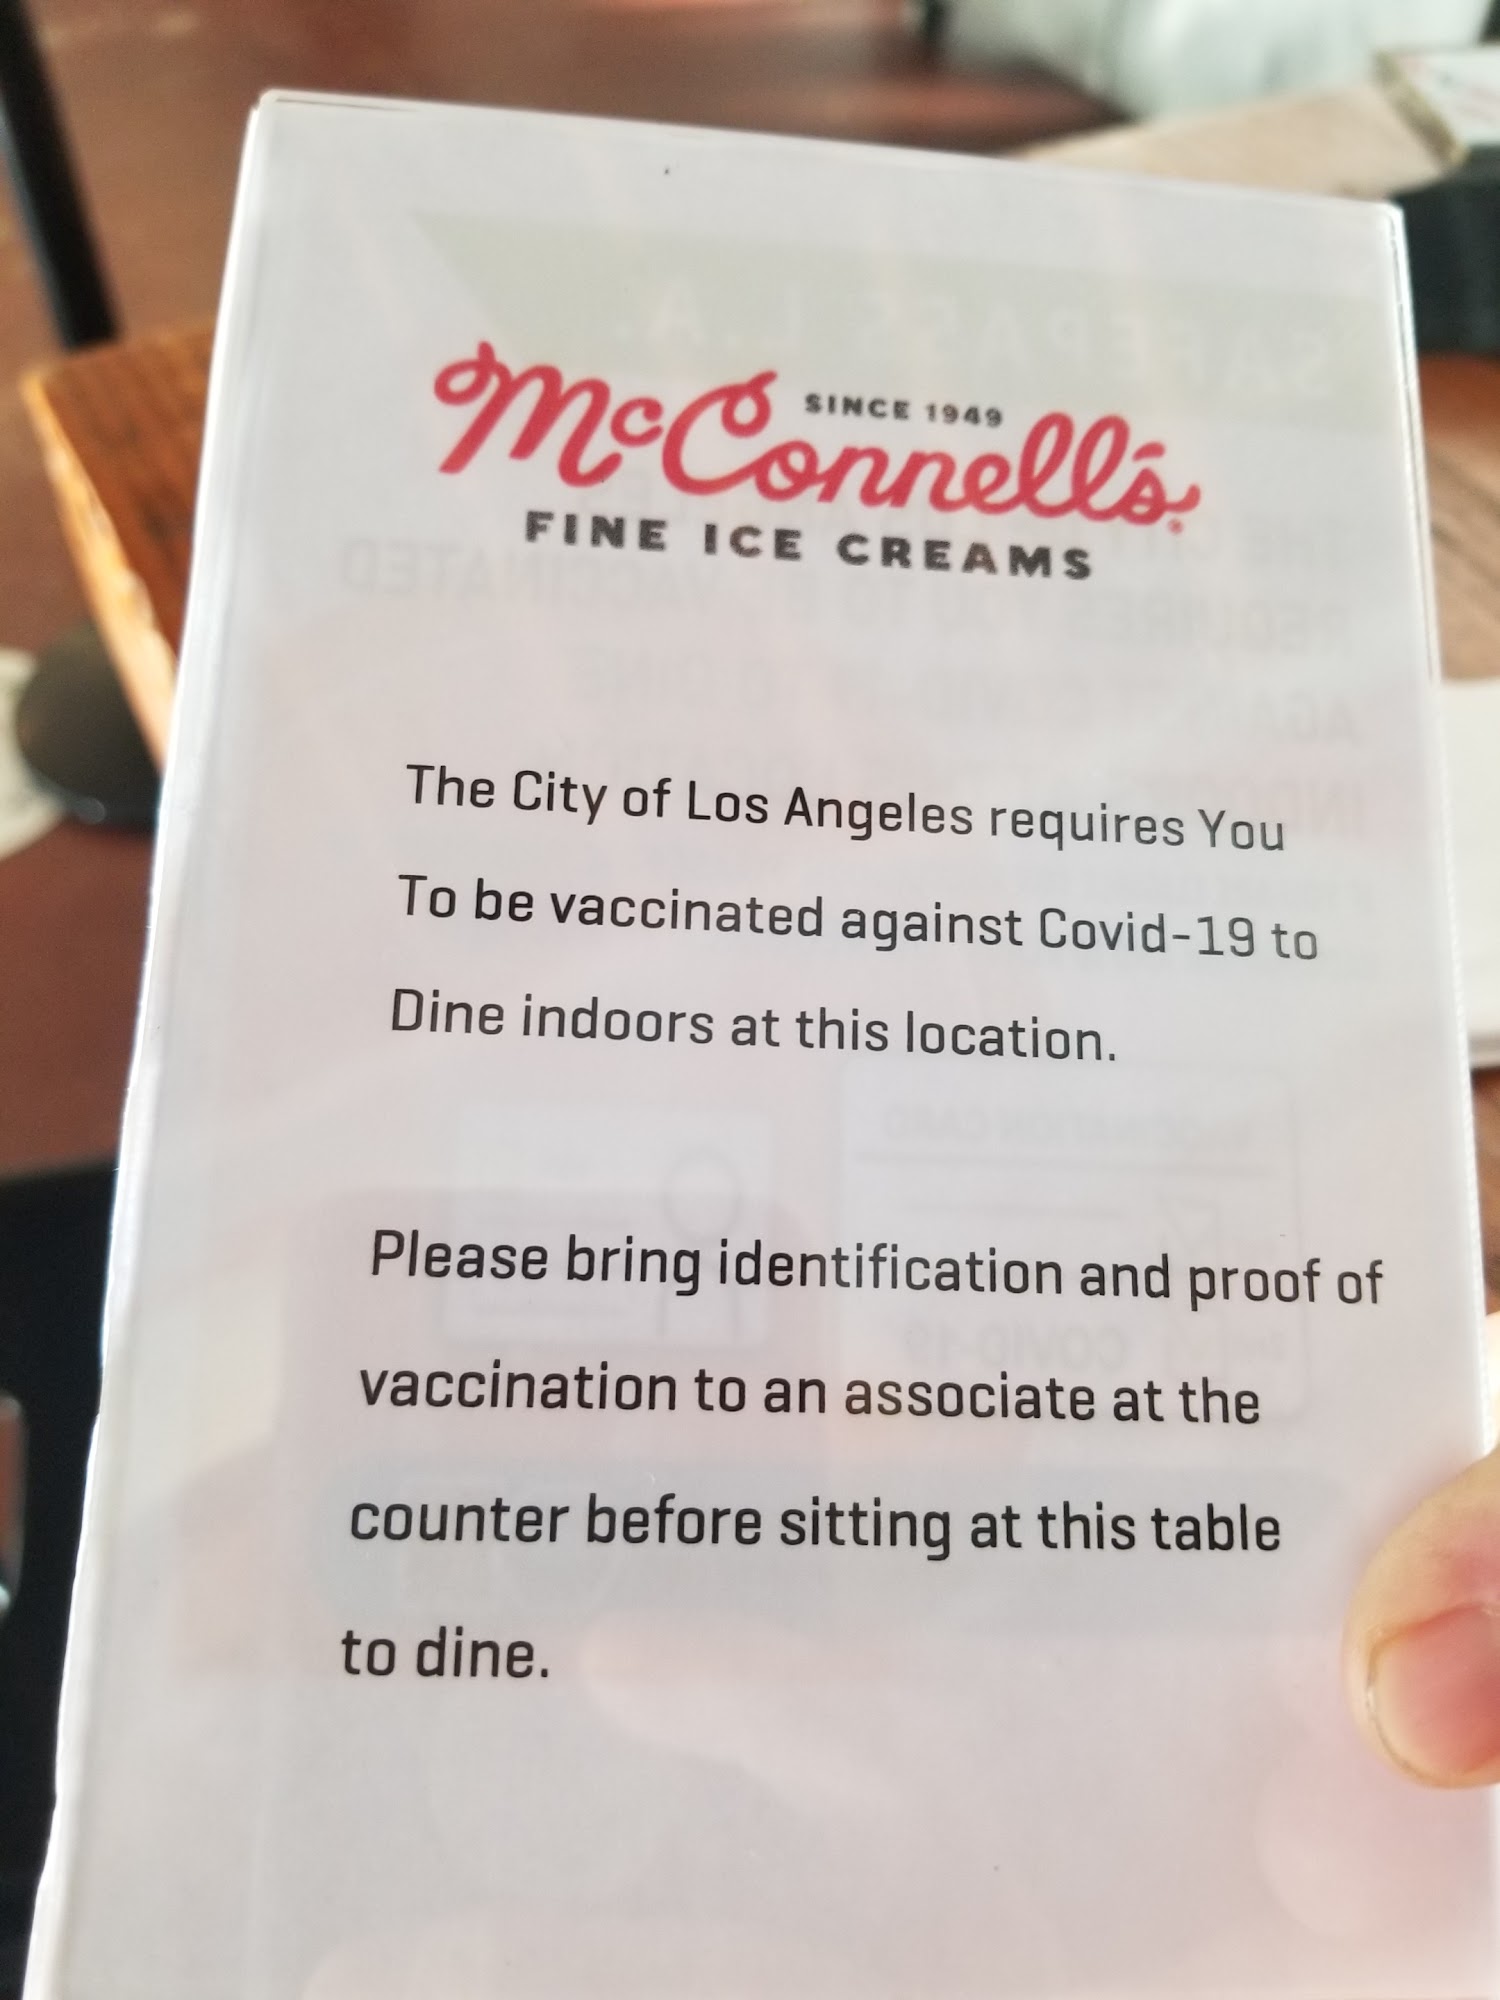 SINCE 1949
McConnell's
FINE ICE CREAMS
The City of Los Angeles requires You
To be vaccinated against Covid-19 to
Dine indoors at this location.
Please bring identification and proof of
vaccination to an associate at the
counter before sitting at this table
to dine.